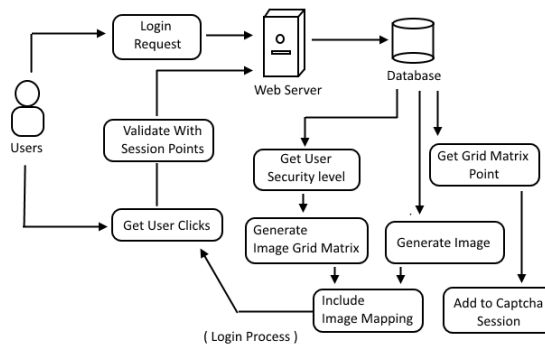 Login
Request
Web Server
Database
Users
Validate With
Session Points
Get User
Security level
Get Grid Matrix
Point
Get User Clicks
Generate
Image Grid Matrix
Generate Image
Include
Image Mapping
Add to Captcha
Session
( Login Process )